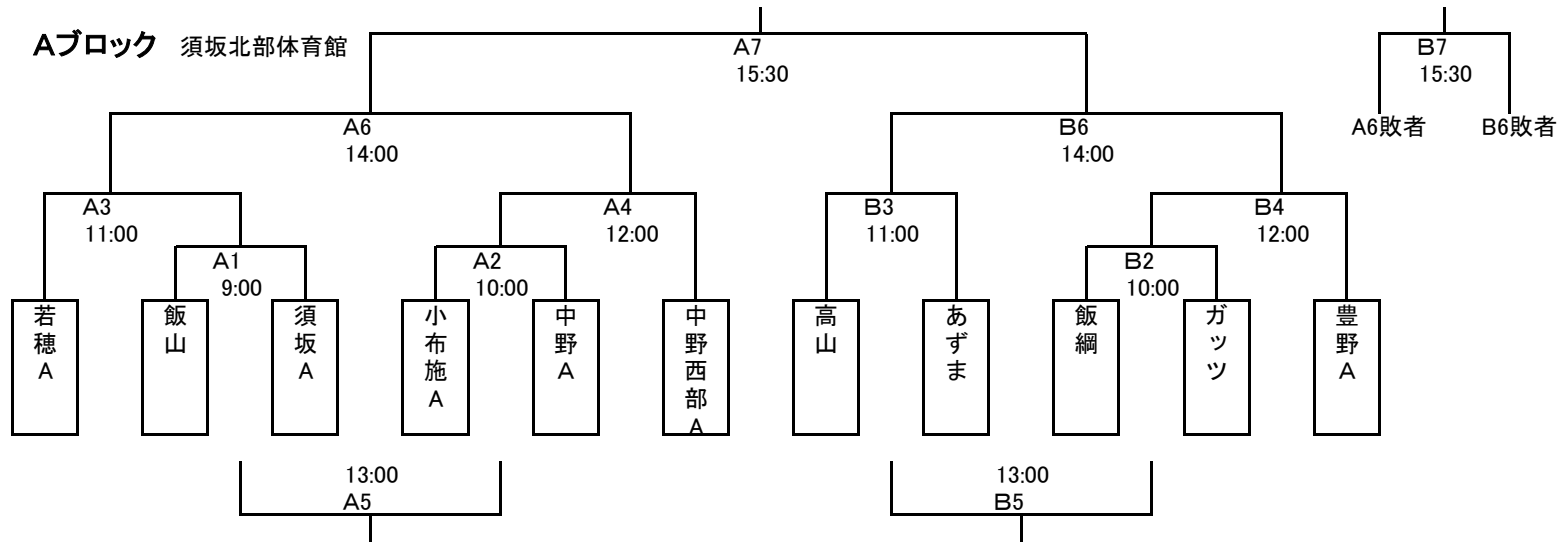 Aブロック 須坂北部体育館
A7
15:30
B7
15:30
A6敗者 B6敗者
A6
14:00
B6
14:00
A3
11:00
A4
12:00
B3
11:00
B4
12:00
A1
9:00
A2
10:00
B2
10:00
若穂A
飯山
須坂A
小布施A
中野A
中野西部A
高山
あずま
飯綱
ガッツ
豊野A
13:00
A5
13:00
B5